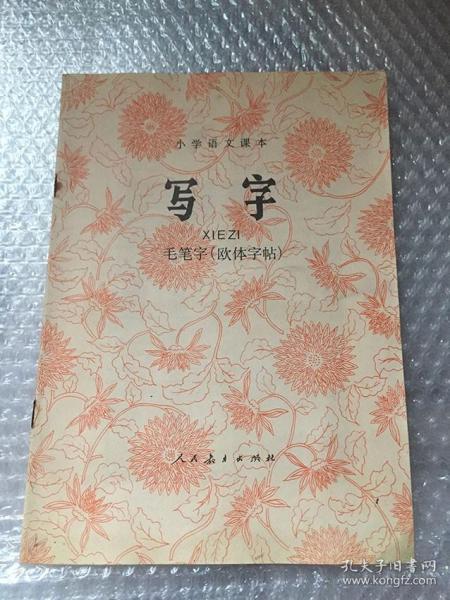 小学语文课本
写字
XIEZI
毛笔字(欧体字帖)
人民教育出版社
孔夫子旧书网
www.kongfz.com